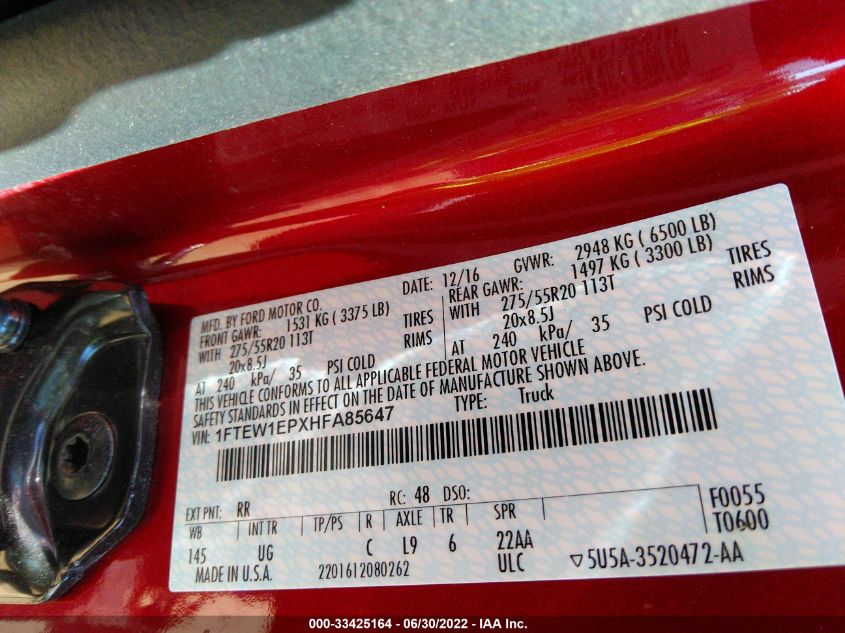 MFD. BY FORD MOTOR CO.
DATE: 12/16 GVWR: 2948 KG ( 6500 LB)
FRONT GAWR: 1531 KG ( 3375 LB)
REAR GAWR: 1497 KG ( 3300 LB)
WITH 275/55R20 113T TIRES
WITH 275/55R20 113T TIRES
20x8.5J RIMS
20x8.5J RIMS
AT 240 kPa/ 35 PSI COLD
AT 240 kPa/ 35 PSI COLD
THIS VEHICLE CONFORMS TO ALL APPLICABLE FEDERAL MOTOR VEHICLE
SAFETY STANDARDS IN EFFECT ON THE DATE OF MANUFACTURE SHOWN ABOVE.
VIN: 1FTEW1EPXHFA85647 TYPE: Truck
EXT PNT: RR RC: 48 DSO:
WB INT TR TP/PS R AXLE TR SPR
145 UG C L9 6 22AA
F0055
T0600
MADE IN U.S.A. 2201612080262 ULC ▽5U5A-3520472-AA
000-33425164 - 06/30/2022 - IAA Inc.